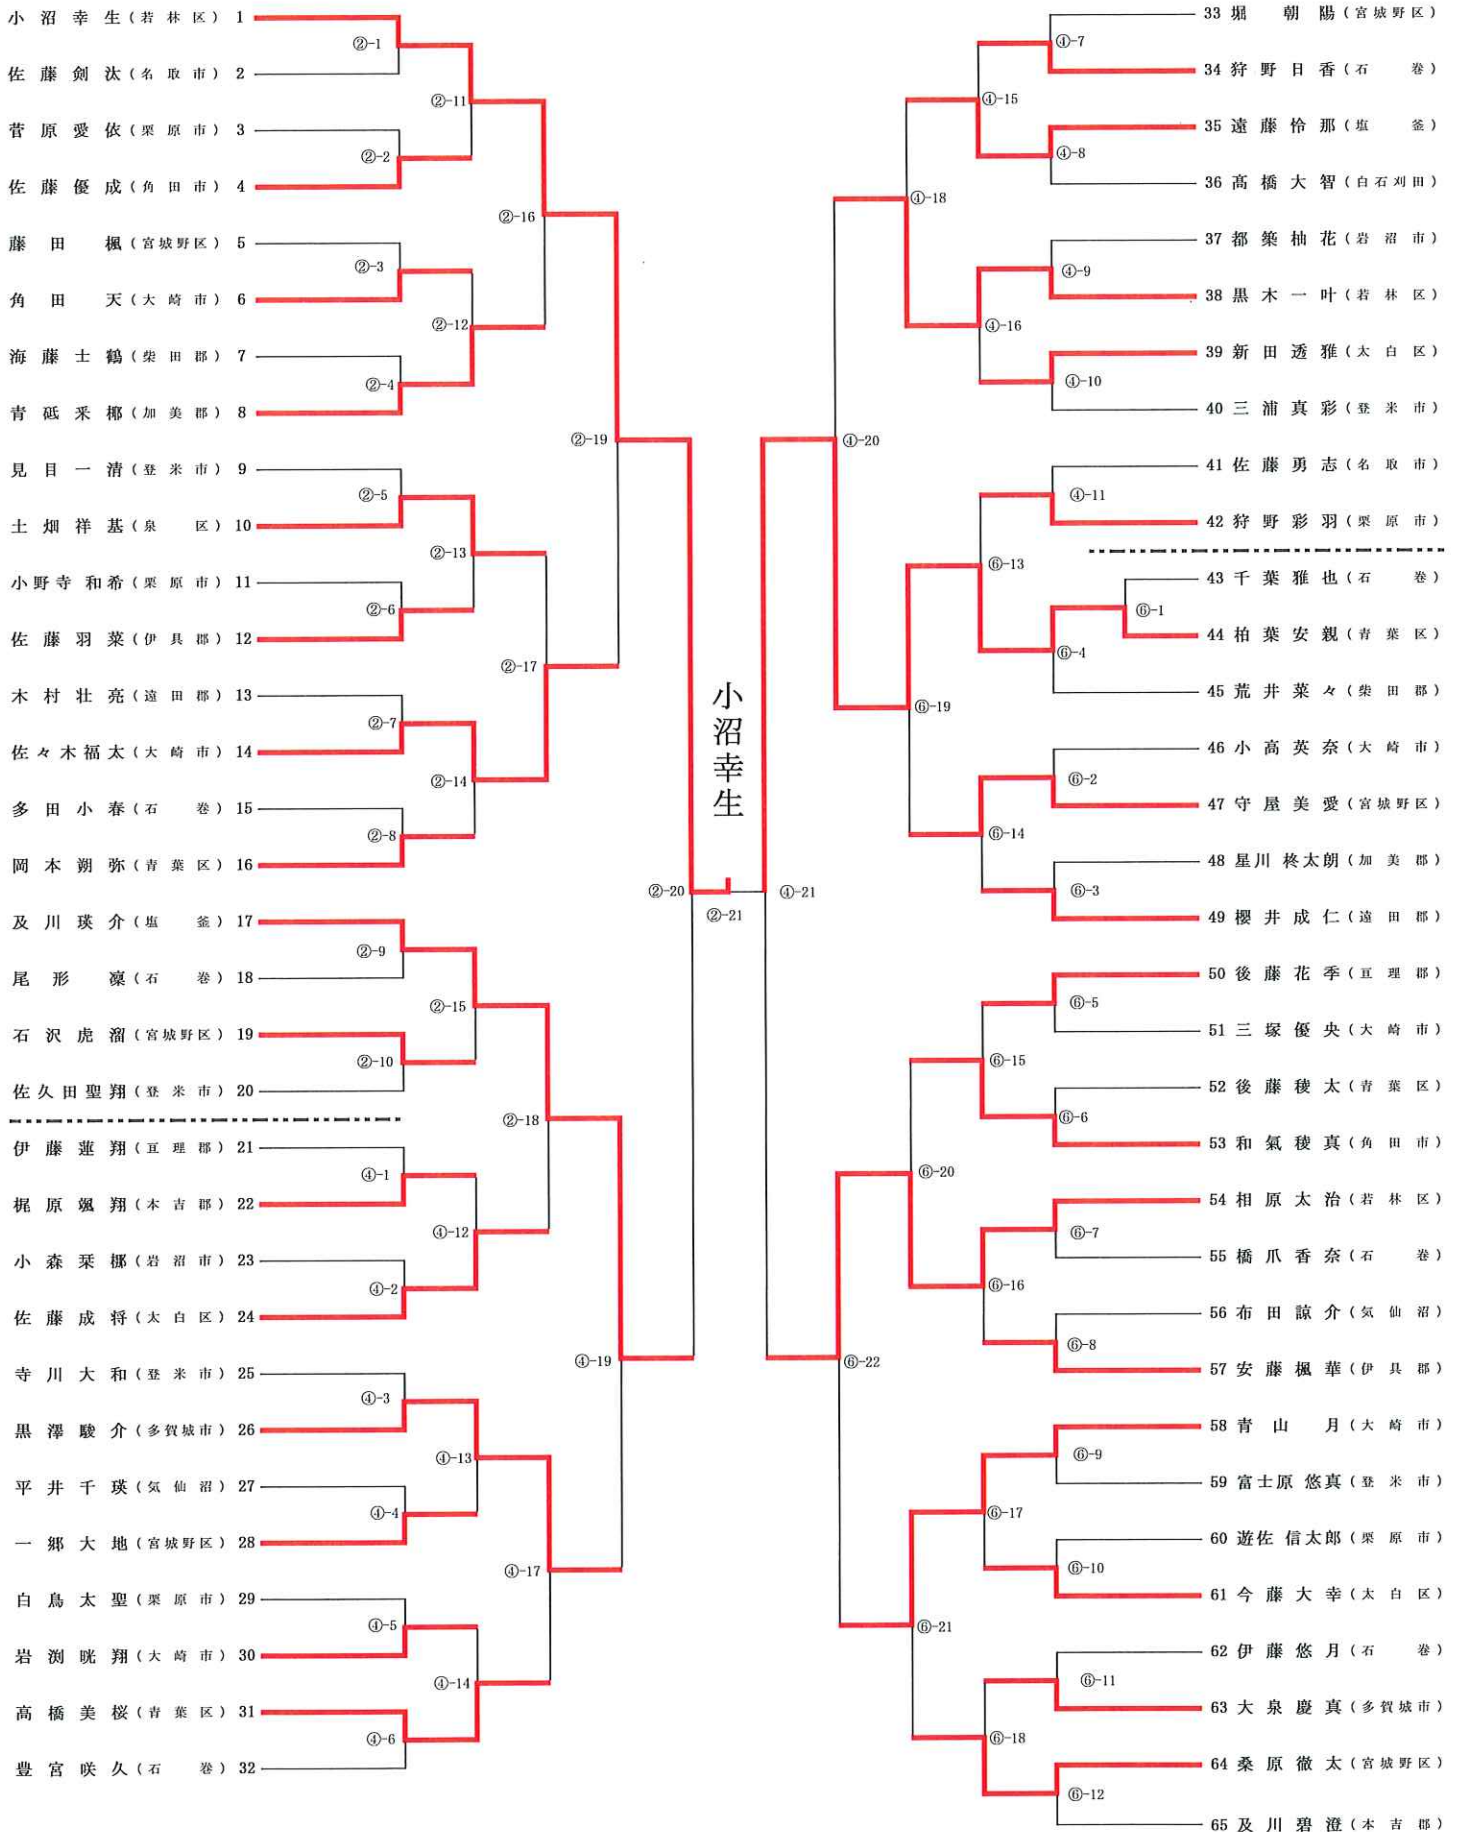 小沼幸生(若林区) 1
②-1
佐藤劍汰(名取市) 2
②-11
菅原愛依(栗原市) 3
②-2
佐藤優成(角田市) 4
②-16
藤田楓(宮城野区) 5
②-3
角田天(大崎市) 6
②-12
海藤士鶴(柴田郡) 7
②-4
青砥釆椰(加美郡) 8
②-19
見目一清(登米市) 9
②-5
土畑祥基(泉区) 10
②-13
小野寺和希(栗原市) 11
②-6
佐藤羽菜(伊具郡) 12
②-17
木村壮亮(遠田郡) 13
②-7
佐々木福太(大崎市) 14
②-14
多田小春(石巻) 15
②-8
岡本朔弥(青葉区) 16
②-20
及川瑛介(塩釜) 17
②-9
尾形凜(石巻) 18
②-15
石沢虎溜(宮城野区) 19
②-10
佐久田聖翔(登米市) 20
②-18
伊藤蓮翔(亘理郡) 21
④-1
梶原颯翔(本吉郡) 22
④-12
小森栞梛(岩沼市) 23
④-2
佐藤成将(太白区) 24
④-19
寺川大和(登米市) 25
④-3
黒澤駿介(多賀城市) 26
④-13
平井千瑛(気仙沼) 27
④-4
一郷大地(宮城野区) 28
④-17
白鳥太聖(栗原市) 29
④-5
岩渕晄翔(大崎市) 30
④-14
高橋美桜(青葉区) 31
④-6
豊宮咲久(石巻) 32
小沼幸生
②-21
33 堀朝陽(宮城野区)
④-7
34 狩野日香(石巻)
④-15
35 遠藤怜那(塩釜)
④-8
36 髙橋大智(白石刈田)
④-18
37 都築柚花(岩沼市)
④-9
38 黒木一叶(若林区)
④-16
39 新田透雅(太白区)
④-10
40 三浦真彩(登米市)
④-20
41 佐藤勇志(名取市)
④-11
42 狩野彩羽(栗原市)
⑥-13
43 千葉雅也(石巻)
⑥-1
44 柏葉安親(青葉区)
⑥-4
45 荒井菜々(柴田郡)
⑥-19
46 小高英奈(大崎市)
⑥-2
47 守屋美愛(宮城野区)
⑥-14
48 星川柊太朗(加美郡)
⑥-3
49 櫻井成仁(遠田郡)
④-21
50 後藤花季(亘理郡)
⑥-5
51 三塚優央(大崎市)
⑥-15
52 後藤稜太(青葉区)
⑥-6
53 和氣稜真(角田市)
⑥-20
54 相原太治(若林区)
⑥-7
55 橋爪香奈(石巻)
⑥-16
56 布田諒介(気仙沼)
⑥-8
57 安藤楓華(伊具郡)
⑥-22
58 青山月(大崎市)
⑥-9
59 富士原悠真(登米市)
⑥-17
60 遊佐信太郎(栗原市)
⑥-10
61 今藤大幸(太白区)
⑥-21
62 伊藤悠月(石巻)
⑥-11
63 大泉慶真(多賀城市)
⑥-18
64 桑原徹太(宮城野区)
⑥-12
65 及川碧澄(本吉郡)